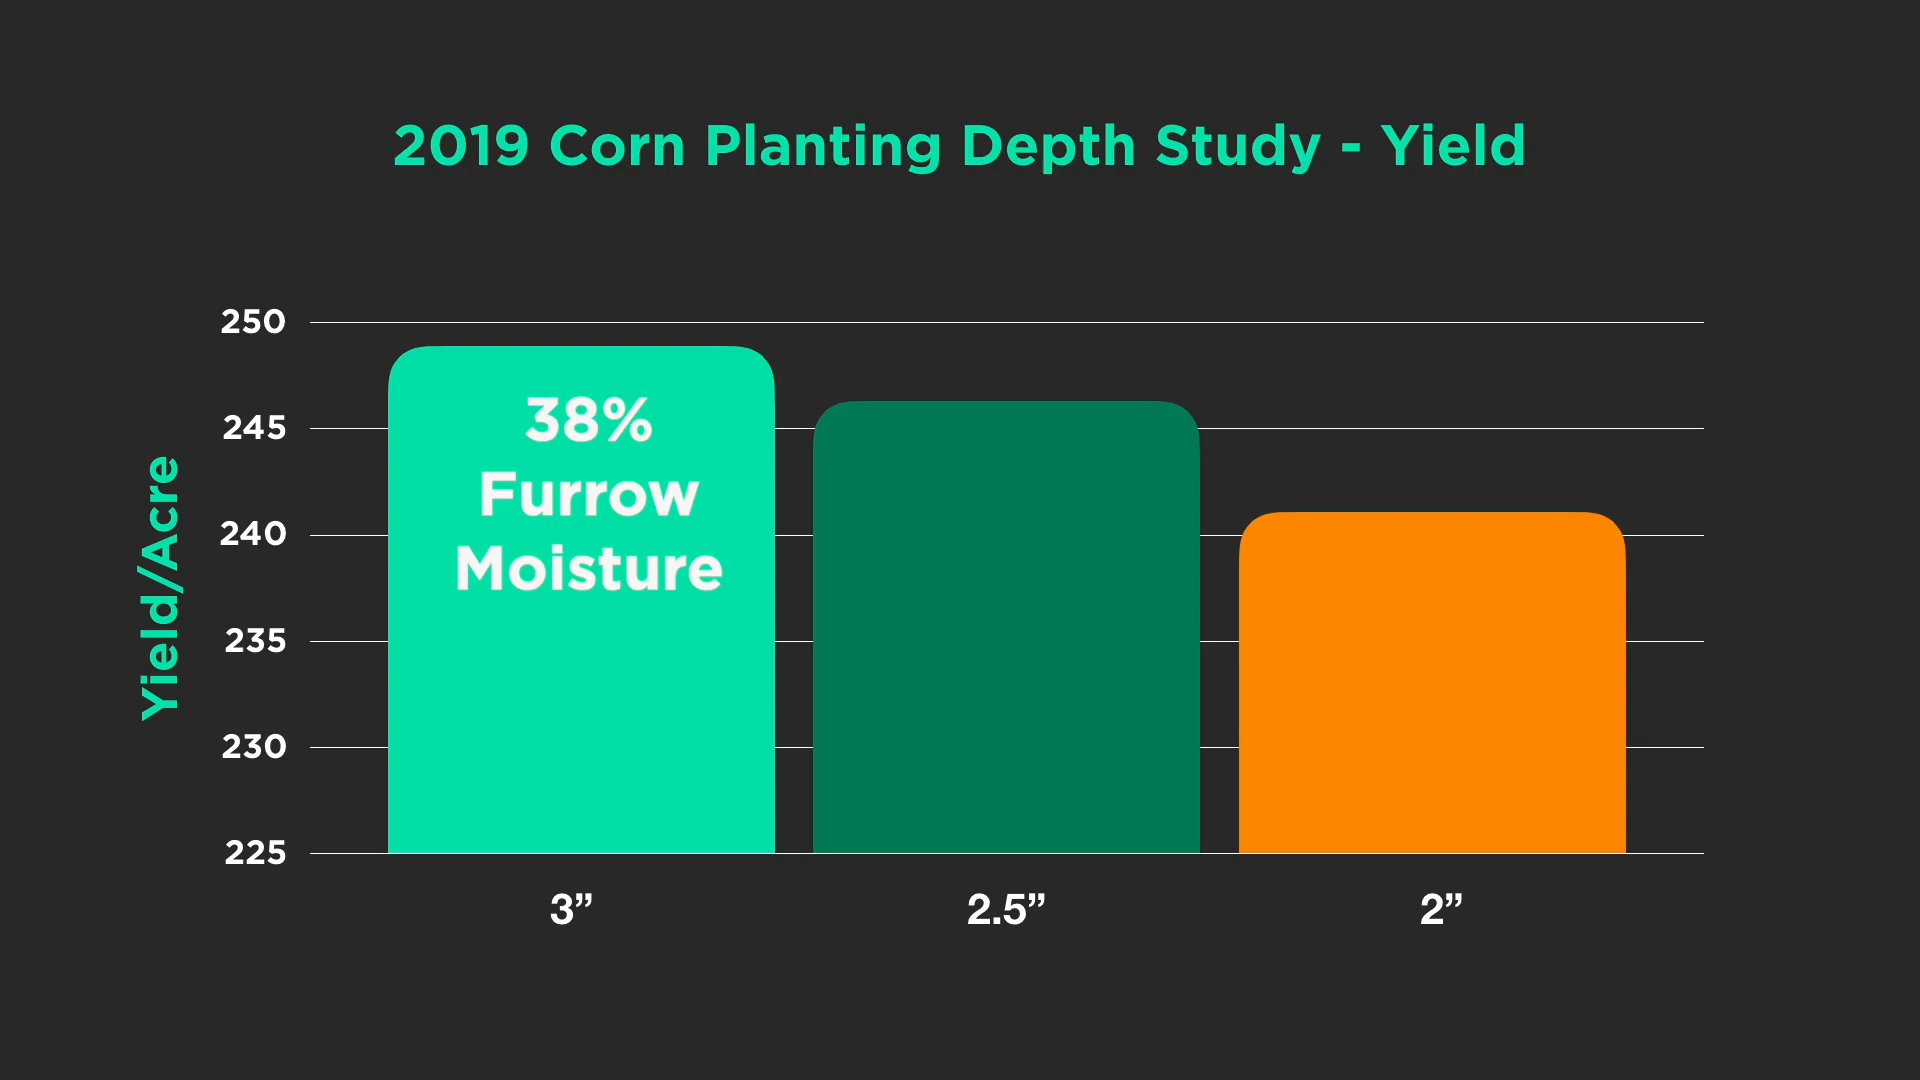 2019 Corn Planting Depth Study - Yield
Yield/Acre
250
245
240
235
230
225
38%
Furrow
Moisture
3”
2.5”
2”